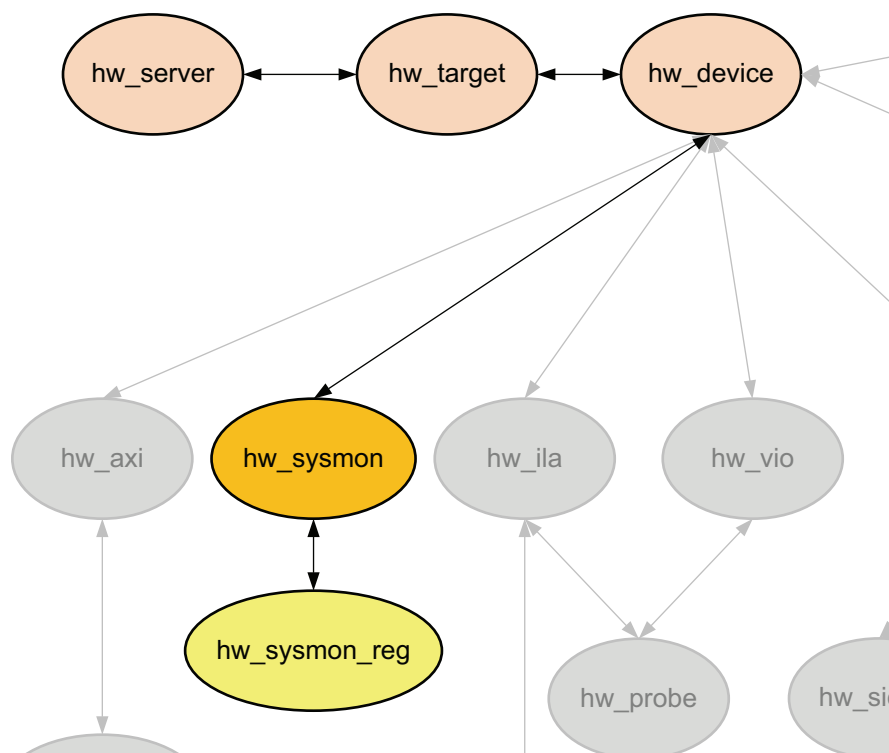 hw_server
hw_target
hw_device
hw_axi
hw_sysmon
hw_ila
hw_vio
hw_sysmon_reg
hw_probe